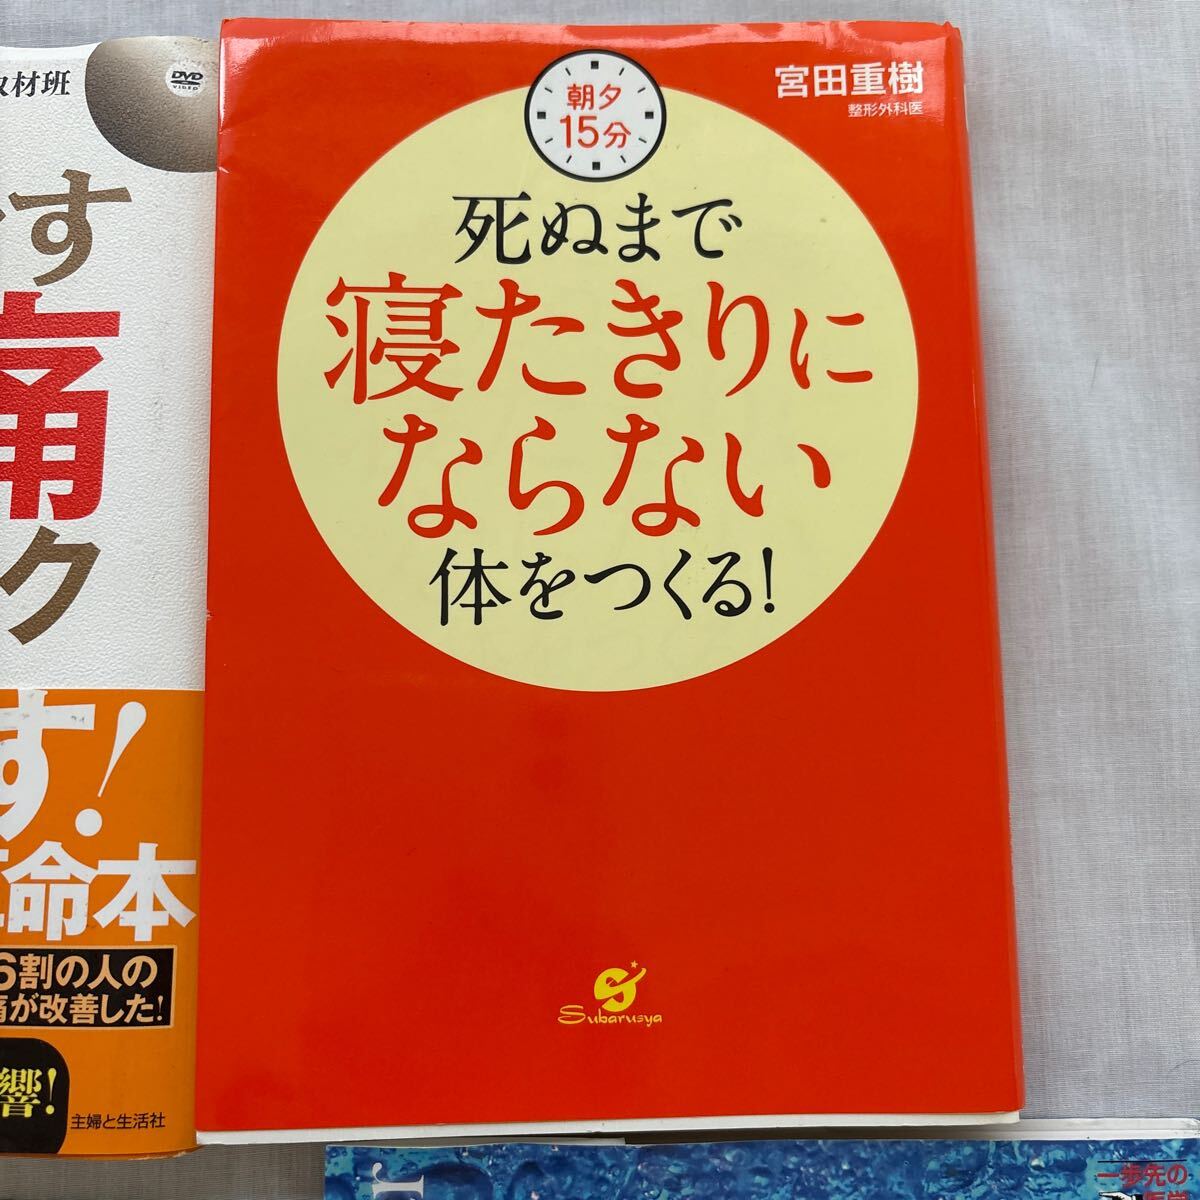 朝夕
15分
宮田重樹
整形外科医
死ぬまで
寝たきりに
ならない
体をつくる!
Subarusya
取材班
DVD
VIDEO
す
痛
ク
す!
革命本
6割の人の
痛が改善した!
響!
主婦と生活社
一歩先の